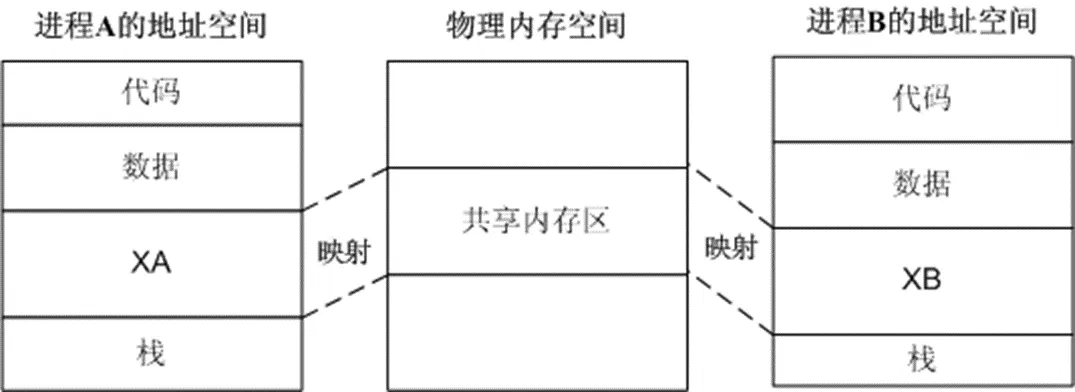 进程A的地址空间
代码
数据
XA
栈
映射
物理内存空间
共享内存区
映射
进程B的地址空间
代码
数据
XB
栈